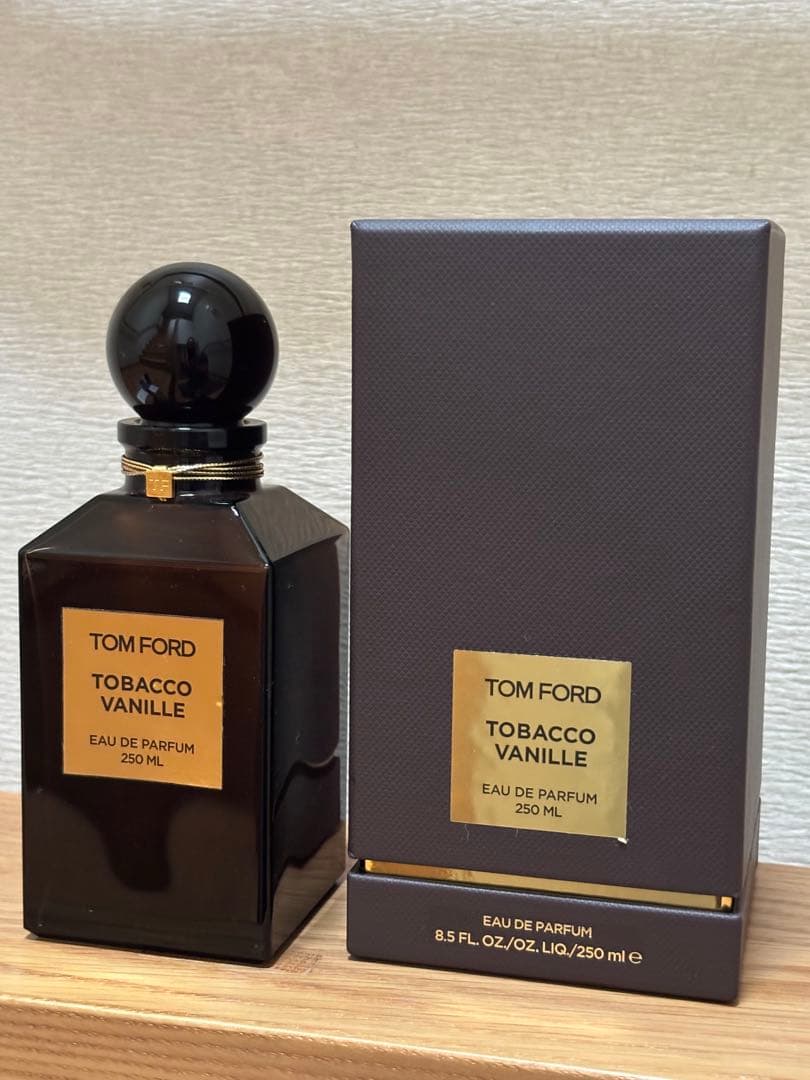 TF
TOM FORD
TOBACCO
VANILLE
EAU DE PARFUM
250 ML
TOM FORD
TOBACCO
VANILLE
EAU DE PARFUM
250 ML
EAU DE PARFUM
8.5 FL. OZ./OZ. LIQ./250 ml ℮